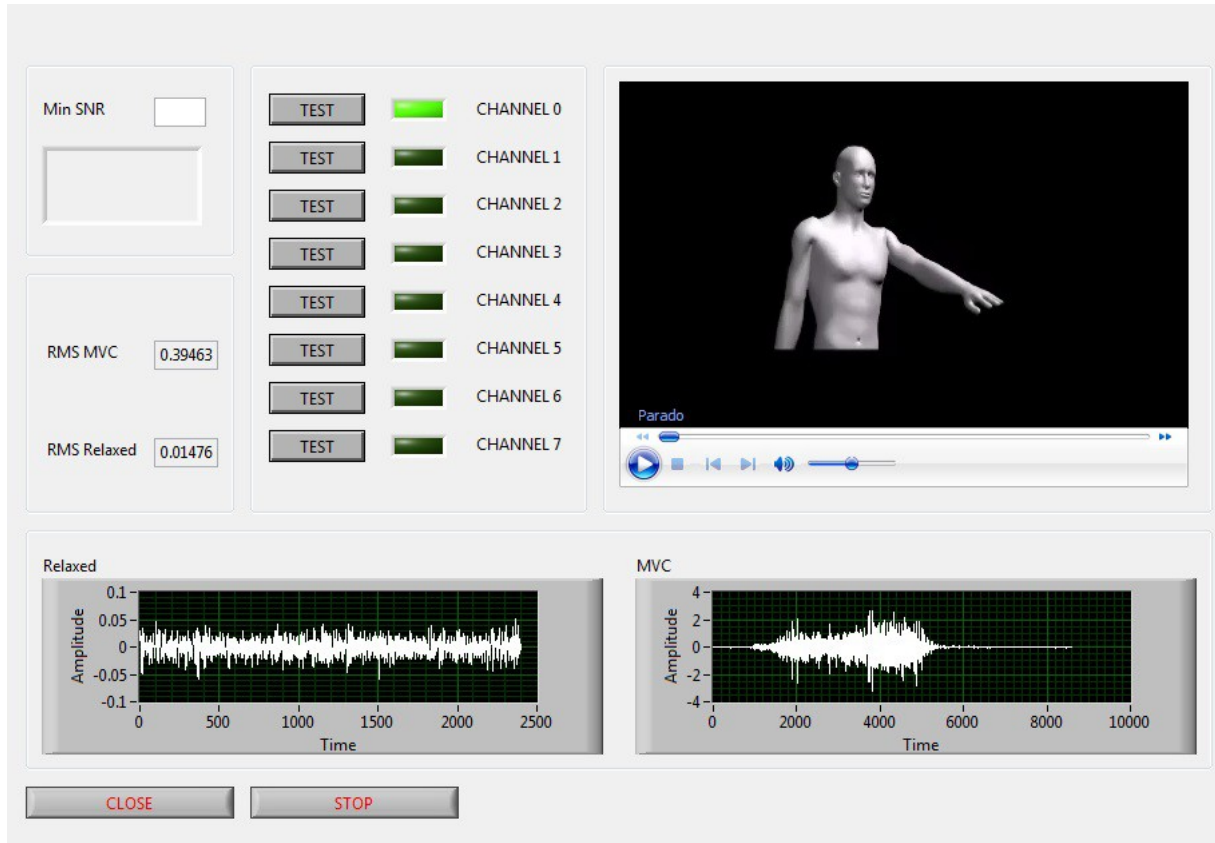 Min SNR
RMS MVC 0.39463
RMS Relaxed 0.01476
TEST CHANNEL 0
TEST CHANNEL 1
TEST CHANNEL 2
TEST CHANNEL 3
TEST CHANNEL 4
TEST CHANNEL 5
TEST CHANNEL 6
TEST CHANNEL 7
Parado
Relaxed
Amplitude
0.1
0.05
0
-0.05
-0.1
0 500 1000 1500 2000 2500
Time
MVC
Amplitude
4
2
0
-2
-4
0 2000 4000 6000 8000 10000
Time
CLOSE STOP